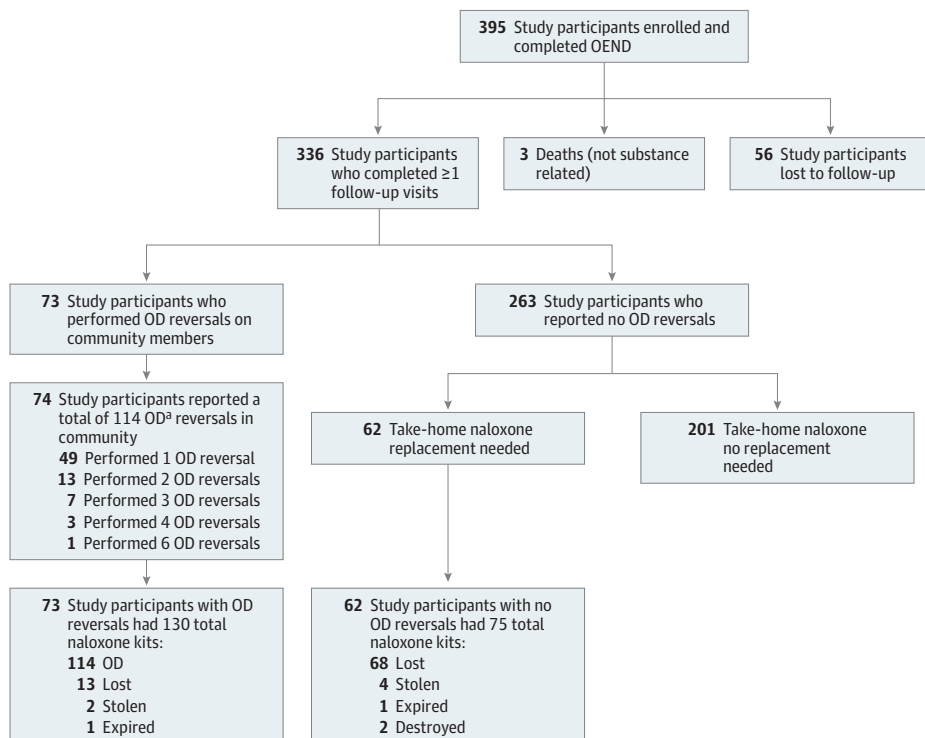 395 Study participants enrolled and
completed OEND
336 Study participants
who completed ≥1
follow-up visits
3 Deaths (not substance
related)
56 Study participants
lost to follow-up
73 Study participants who
performed OD reversals on
community members
263 Study participants who
reported no OD reversals
74 Study participants reported a
total of 114 ODa reversals in
community
49 Performed 1 OD reversal
13 Performed 2 OD reversals
7 Performed 3 OD reversals
3 Performed 4 OD reversals
1 Performed 6 OD reversals
62 Take-home naloxone
replacement needed
201 Take-home naloxone
no replacement
needed
73 Study participants with OD
reversals had 130 total
naloxone kits:
114 OD
13 Lost
2 Stolen
1 Expired
62 Study participants with no
OD reversals had 75 total
naloxone kits:
68 Lost
4 Stolen
1 Expired
2 Destroyed